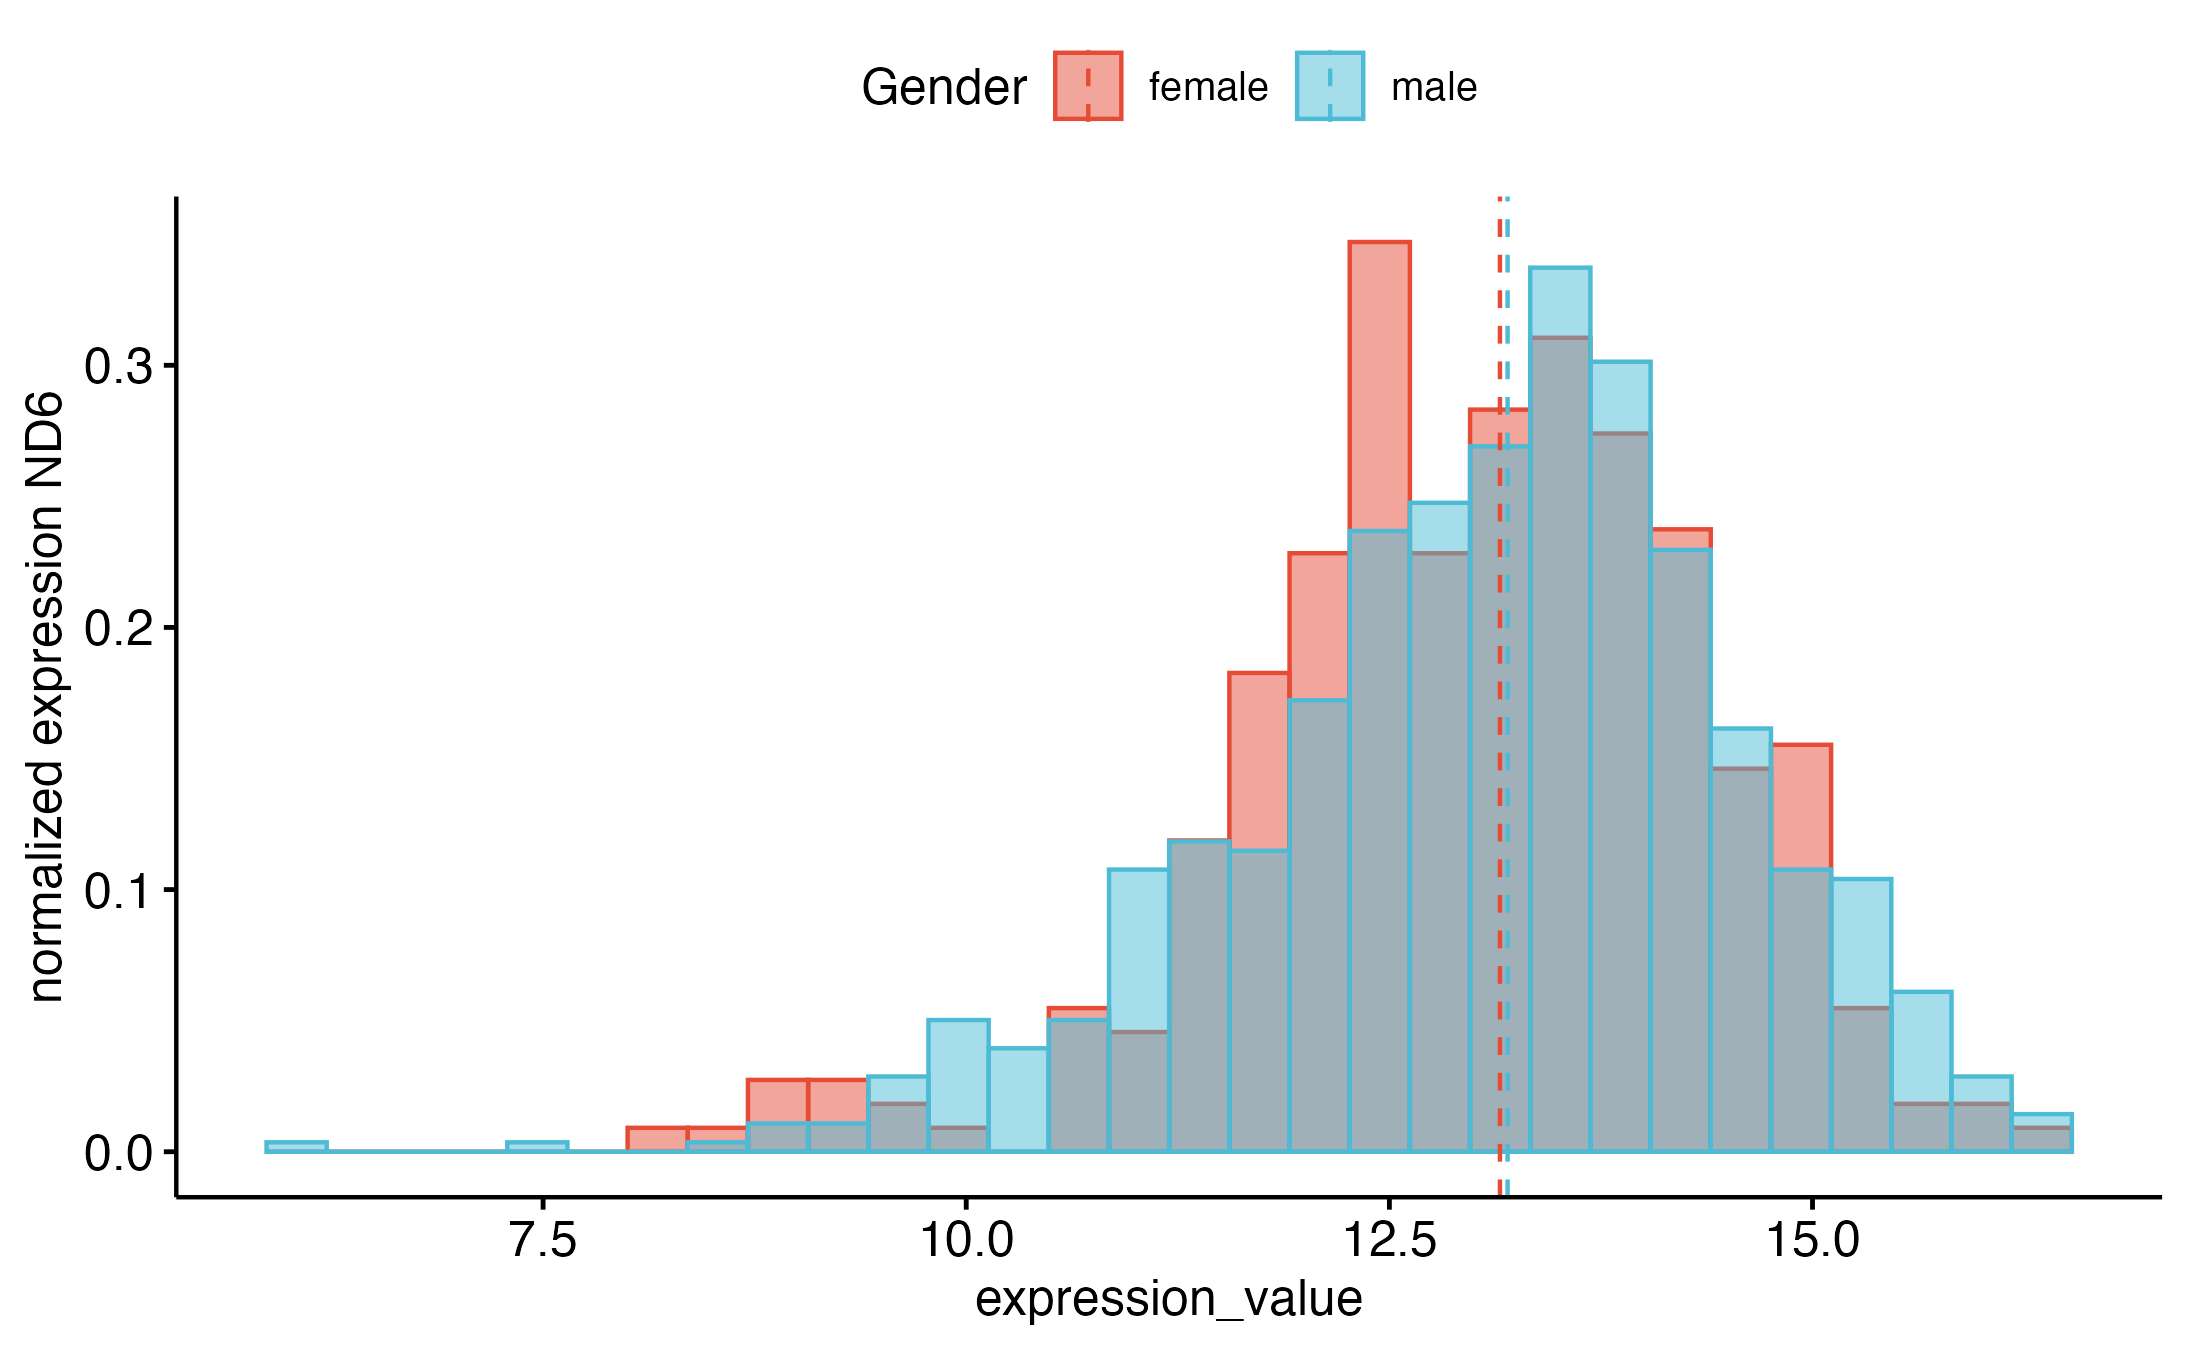 Gender female male
normalized expression ND6
0.3
0.2
0.1
0.0
7.5 10.0 12.5 15.0
expression_value